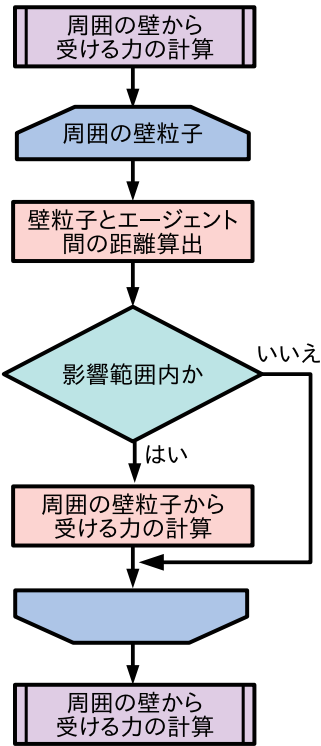 周囲の壁から
受ける力の計算
周囲の壁粒子
壁粒子とエージェント
間の距離算出
影響範囲内か
いいえ
はい
周囲の壁粒子から
受ける力の計算
周囲の壁から
受ける力の計算